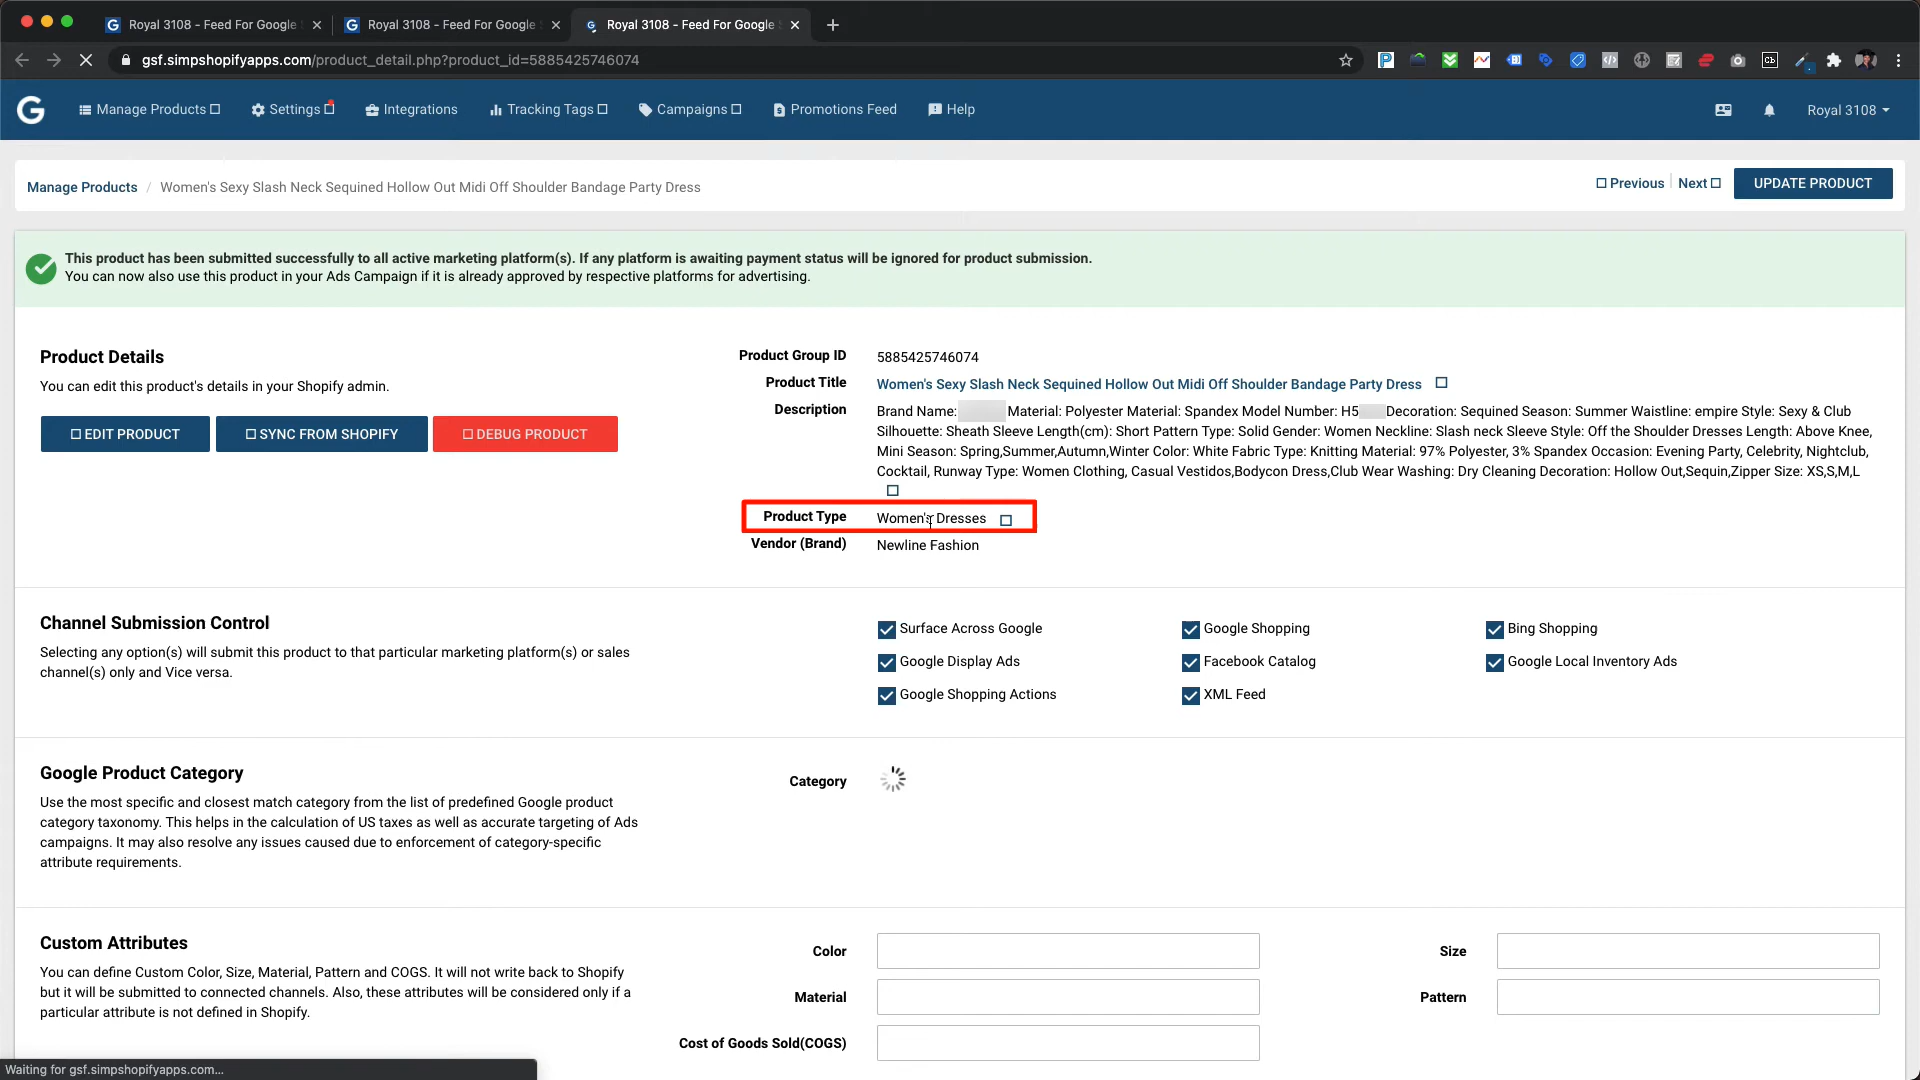 Royal 3108 - Feed For Google
Royal 3108 - Feed For Google
Royal 3108 - Feed For Google
gsf.simpshopifyapps.com/product_detail.php?product_id=5885425746074
Manage Products
Settings
Integrations
Tracking Tags
Campaigns
Promotions Feed
Help
Royal 3108
Manage Products / Women's Sexy Slash Neck Sequined Hollow Out Midi Off Shoulder Bandage Party Dress
Previous
Next
UPDATE PRODUCT
This product has been submitted successfully to all active marketing platform(s). If any platform is awaiting payment status will be ignored for product submission.
You can now also use this product in your Ads Campaign if it is already approved by respective platforms for advertising.
Product Details
You can edit this product's details in your Shopify admin.
EDIT PRODUCT
SYNC FROM SHOPIFY
DEBUG PRODUCT
Product Group ID 5885425746074
Product Title Women's Sexy Slash Neck Sequined Hollow Out Midi Off Shoulder Bandage Party Dress
Description Brand Name: Material: Polyester Material: Spandex Model Number: H5 Decoration: Sequined Season: Summer Waistline: empire Style: Sexy & Club
Silhouette: Sheath Sleeve Length(cm): Short Pattern Type: Solid Gender: Women Neckline: Slash neck Sleeve Style: Off the Shoulder Dresses Length: Above Knee,
Mini Season: Spring,Summer,Autumn,Winter Color: White Fabric Type: Knitting Material: 97% Polyester, 3% Spandex Occasion: Evening Party, Celebrity, Nightclub,
Cocktail, Runway Type: Women Clothing, Casual Vestidos,Bodycon Dress,Club Wear Washing: Dry Cleaning Decoration: Hollow Out,Sequin,Zipper Size: XS,S,M,L
Product Type Women's Dresses
Vendor (Brand) Newline Fashion
Channel Submission Control
Selecting any option(s) will submit this product to that particular marketing platform(s) or sales
channel(s) only and Vice versa.
Surface Across Google
Google Shopping
Bing Shopping
Google Display Ads
Facebook Catalog
Google Local Inventory Ads
Google Shopping Actions
XML Feed
Google Product Category
Use the most specific and closest match category from the list of predefined Google product
category taxonomy. This helps in the calculation of US taxes as well as accurate targeting of Ads
campaigns. It may also resolve any issues caused due to enforcement of category-specific
attribute requirements.
Category
Custom Attributes
You can define Custom Color, Size, Material, Pattern and COGS. It will not write back to Shopify
but it will be submitted to connected channels. Also, these attributes will be considered only if a
particular attribute is not defined in Shopify.
Color
Size
Material
Pattern
Cost of Goods Sold(COGS)
Waiting for gsf.simpshopifyapps.com...